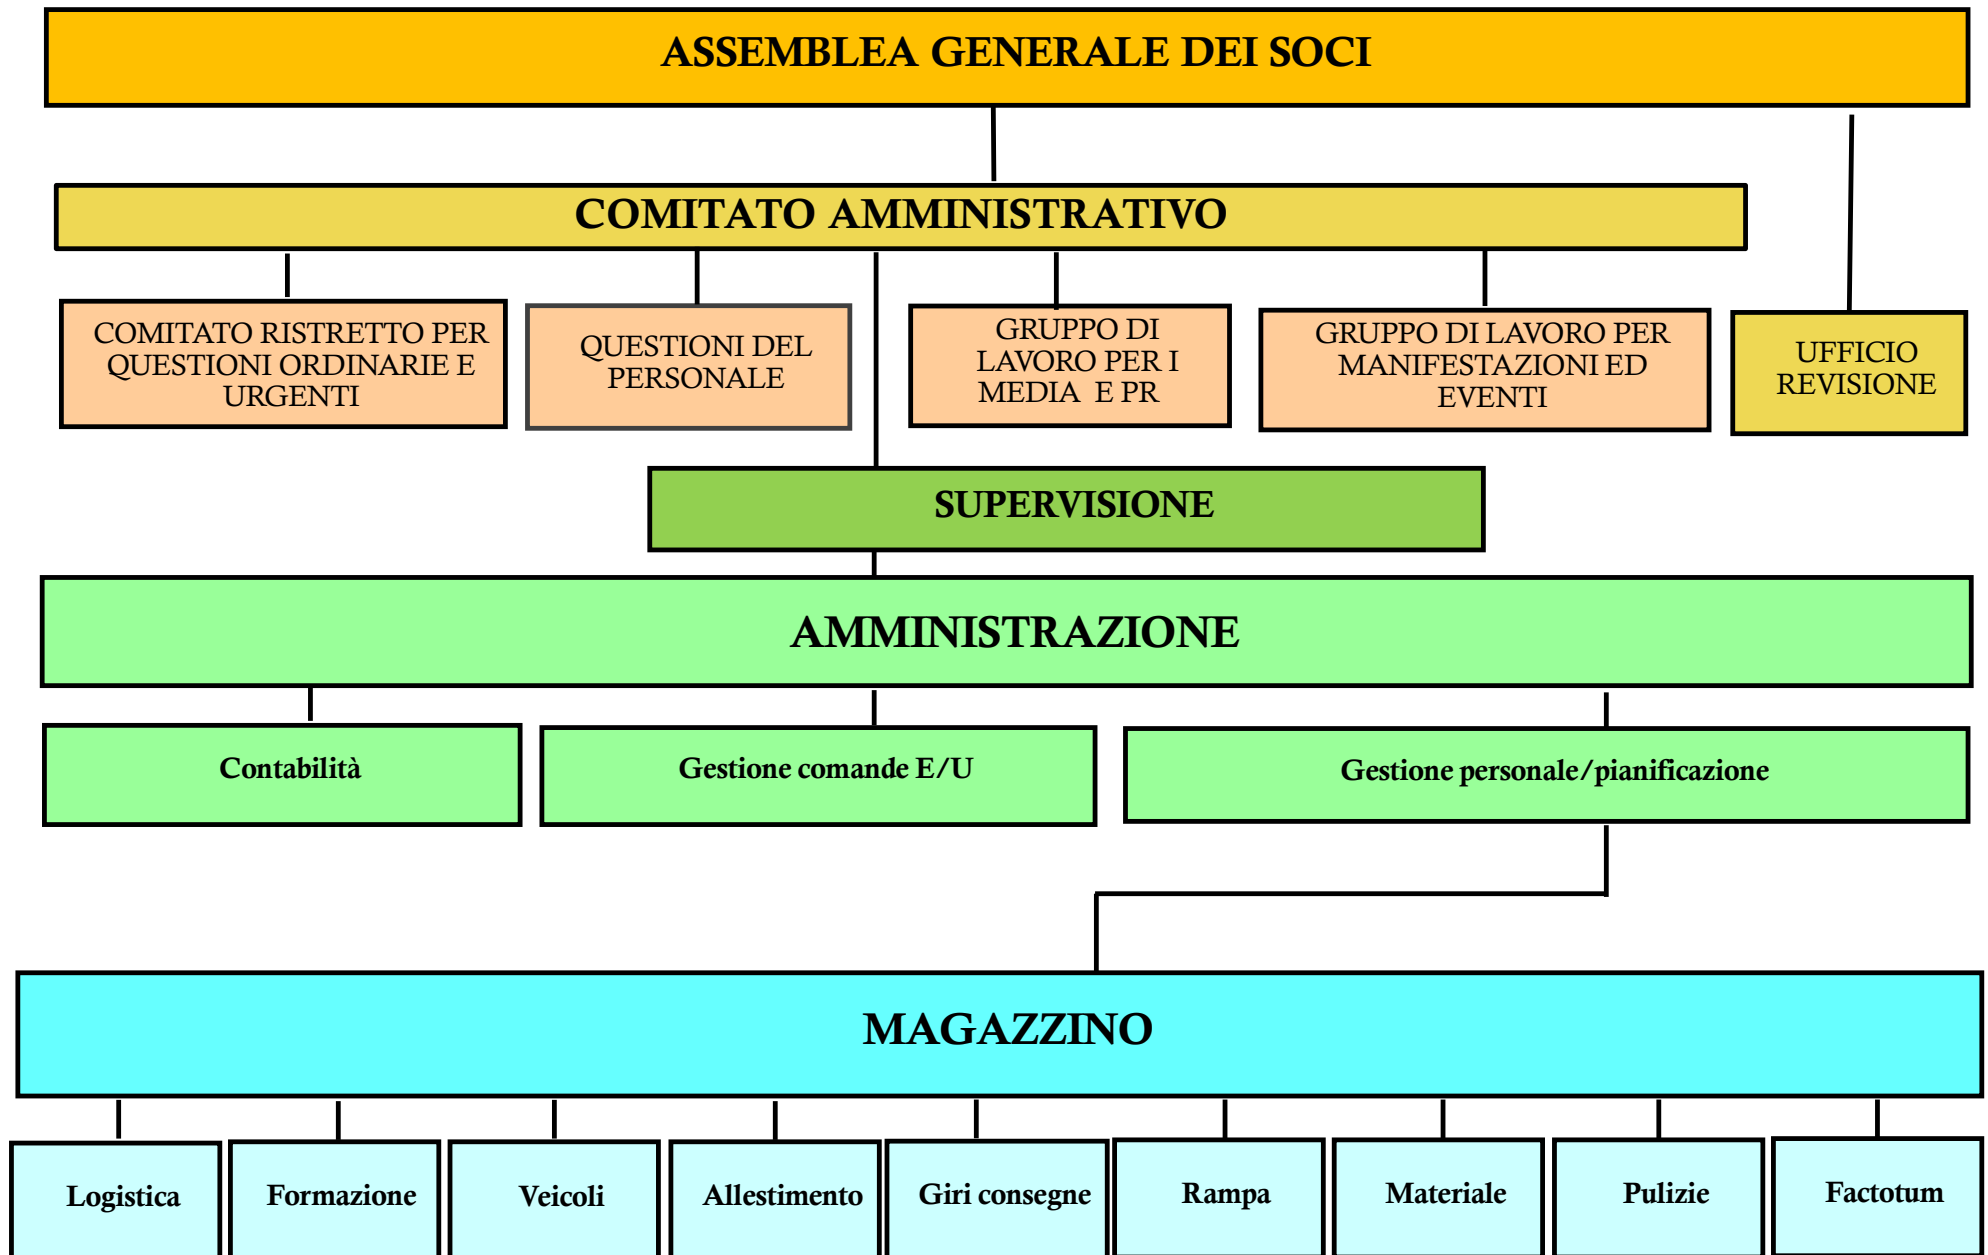 ASSEMBLEA GENERALE DEI SOCI
COMITATO AMMINISTRATIVO
COMITATO RISTRETTO PER
QUESTIONI ORDINARIE E
URGENTI
QUESTIONI DEL
PERSONALE
GRUPPO DI
LAVORO PER I
MEDIA E PR
GRUPPO DI LAVORO PER
MANIFESTAZIONI ED
EVENTI
UFFICIO
REVISIONE
SUPERVISIONE
AMMINISTRAZIONE
Contabilità
Gestione comande E/U
Gestione personale/pianificazione
MAGAZZINO
Logistica
Formazione
Veicoli
Allestimento
Giri consegne
Rampa
Materiale
Pulizie
Factotum